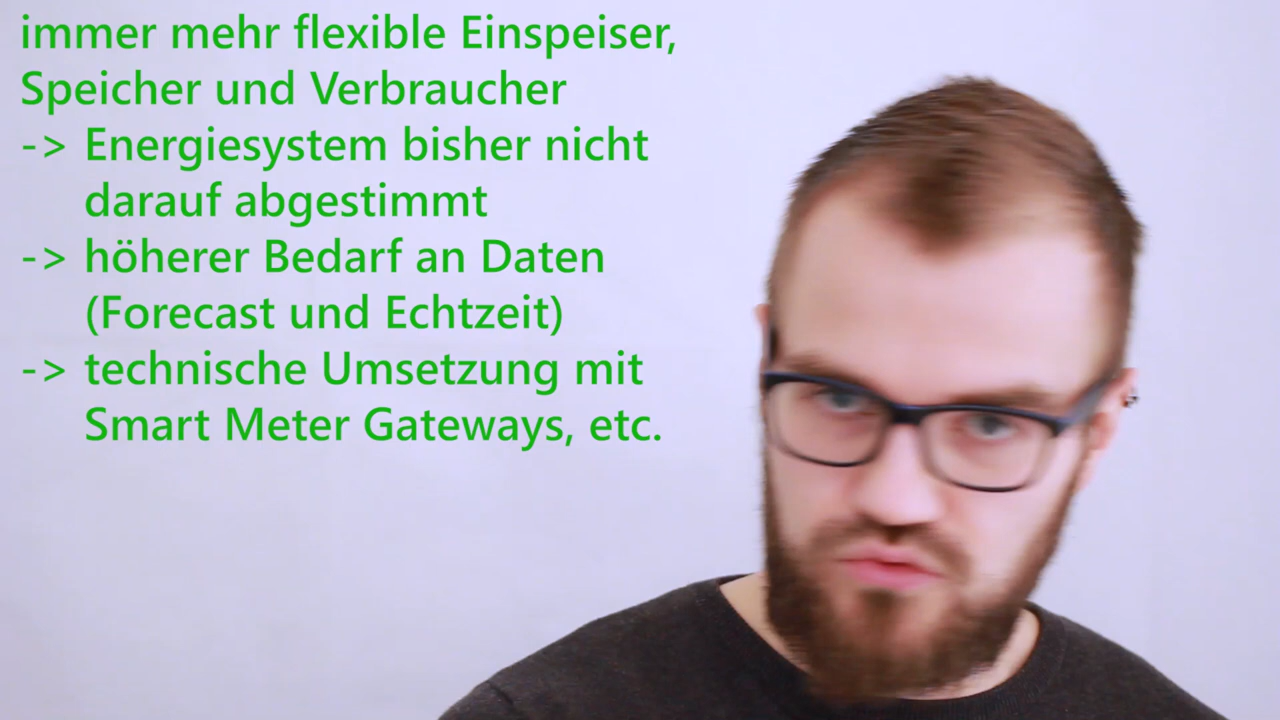 immer mehr flexible Einspeiser,
Speicher und Verbraucher
-> Energiesystem bisher nicht
darauf abgestimmt
-> höherer Bedarf an Daten
(Forecast und Echtzeit)
-> technische Umsetzung mit
Smart Meter Gateways, etc.